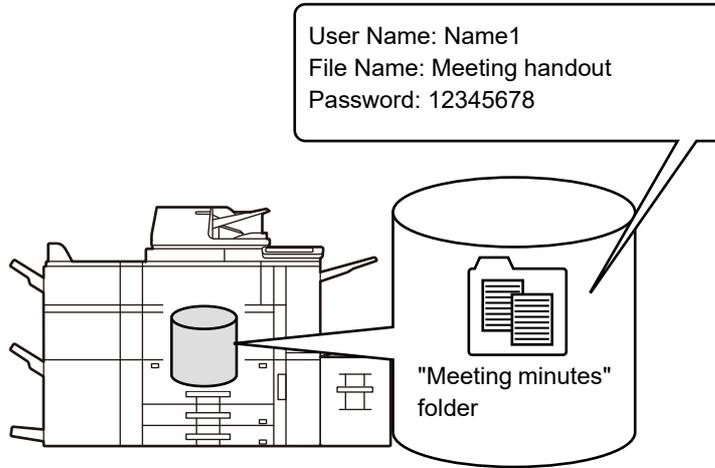 User Name: Name1
File Name: Meeting handout
Password: 12345678
"Meeting minutes"
folder